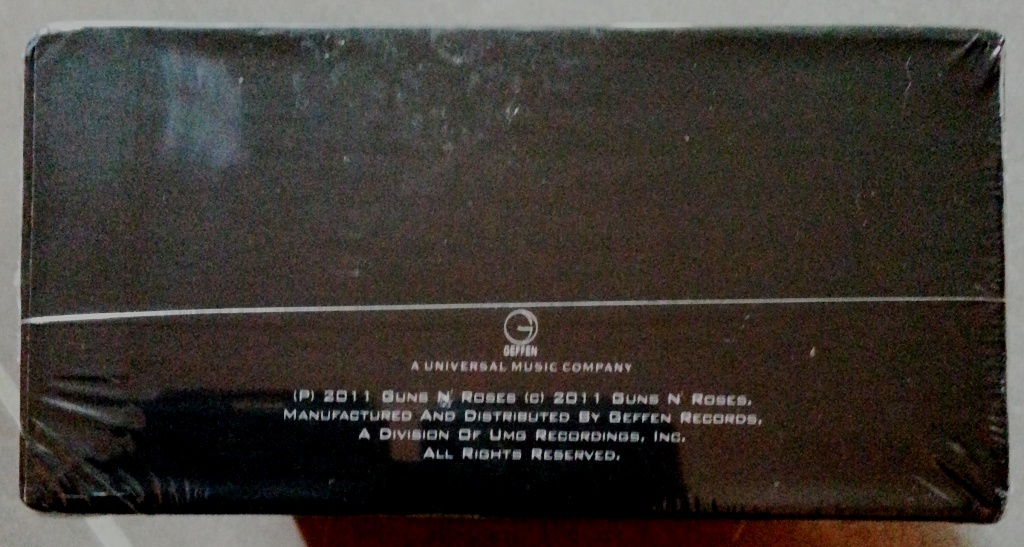 GEFFEN
A UNIVERSAL MUSIC COMPANY
(P) 2011 GUNS N' ROSES (C) 2011 GUNS N' ROSES.
MANUFACTURED AND DISTRIBUTED BY GEFFEN RECORDS,
A DIVISION OF UMG RECORDINGS, INC.
ALL RIGHTS RESERVED.